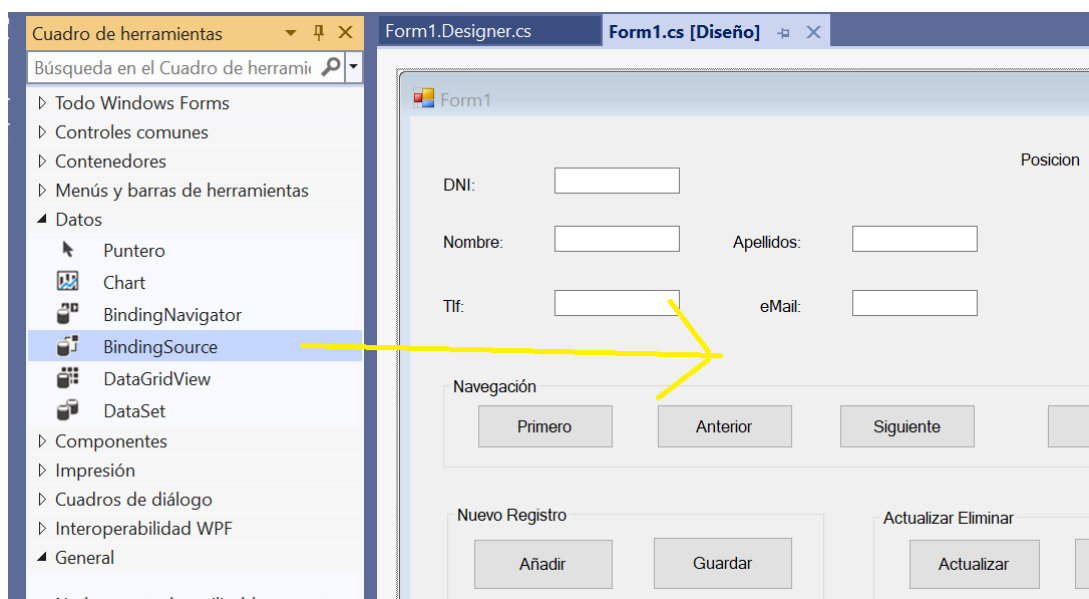 Cuadro de herramientas
Form1.Designer.cs
Form1.cs [Diseño]
Búsqueda en el Cuadro de herrami
Todo Windows Forms
Controles comunes
Contenedores
Menús y barras de herramientas
Datos
Puntero
Chart
BindingNavigator
BindingSource
DataGridView
DataSet
Componentes
Impresión
Cuadros de diálogo
Interoperabilidad WPF
General
Form1
Posicion
DNI:
Nombre:
Apellidos:
Tlf:
eMail:
Navegación
Primero
Anterior
Siguiente
Nuevo Registro
Añadir
Guardar
Actualizar Eliminar
Actualizar